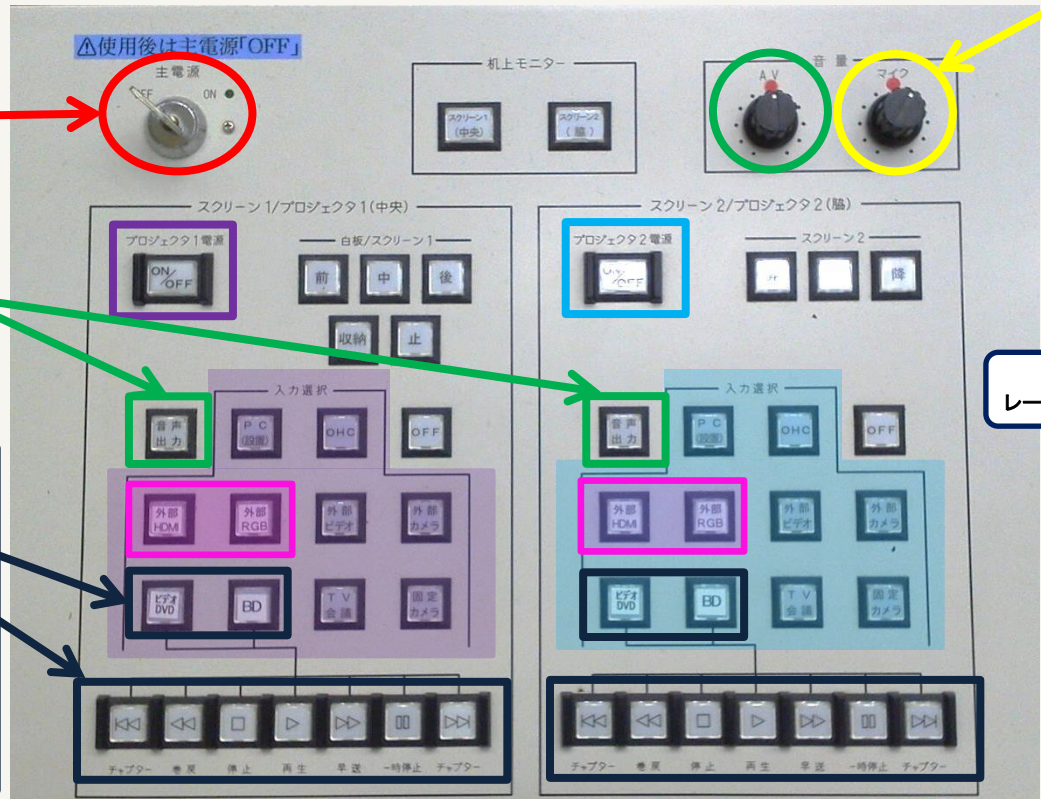 ⚠使用後は主電源「OFF」
主電源
ON
机上モニター
スクリーン1
(中央)
スクリーン2
(脇)
音量
AV
マイク
スクリーン1/プロジェクタ1(中央)
プロジェクタ1電源
ON/OFF
白板/スクリーン1
前
中
後
収納
止
入力選択
音声
出力
PC
(設置)
OHC
OFF
外部
HDMI
外部
RGB
外部
ビデオ
外部
カメラ
ビデオ
DVD
BD
TV
会議
固定
カメラ
チャプター
巻戻
停止
再生
早送
一時停止
チャプター
スクリーン2/プロジェクタ2(脇)
プロジェクタ2電源
ON/OFF
スクリーン2
降
入力選択
音声
出力
PC
(設置)
OHC
OFF
外部
HDMI
外部
RGB
外部
ビデオ
外部
カメラ
ビデオ
DVD
BD
TV
会議
固定
カメラ
チャプター
巻戻
停止
再生
早送
一時停止
チャプター
レー